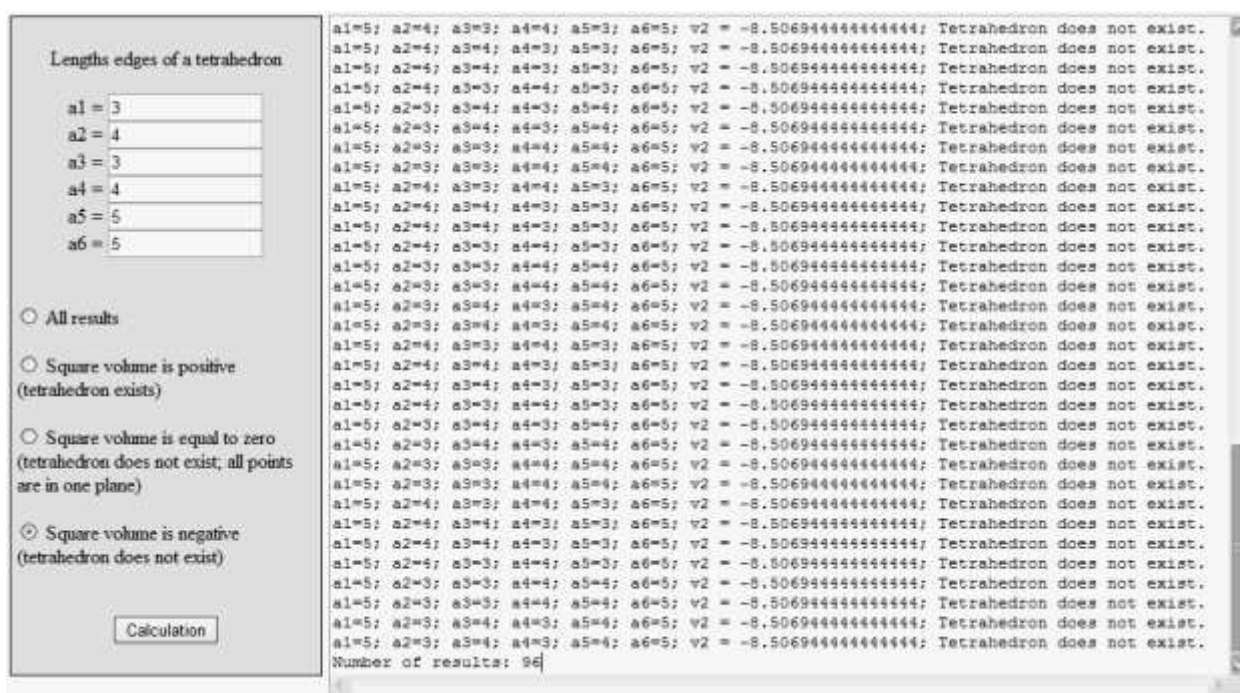 Lengths edges of a tetrahedron
a1 = 3
a2 = 4
a3 = 3
a4 = 4
a5 = 5
a6 = 5
All results
Square volume is positive
(tetrahedron exists)
Square volume is equal to zero
(tetrahedron does not exist; all points
are in one plane)
Square volume is negative
(tetrahedron does not exist)
Calculation
a1=5; a2=4; a3=3; a4=4; a5=3; a6=5; v2 = -8.506944444444444; Tetrahedron does not exist.
a1=5; a2=4; a3=3; a4=4; a5=3; a6=5; v2 = -8.506944444444444; Tetrahedron does not exist.
a1=5; a2=4; a3=4; a4=3; a5=3; a6=5; v2 = -8.506944444444444; Tetrahedron does not exist.
a1=5; a2=4; a3=3; a4=4; a5=3; a6=5; v2 = -8.506944444444444; Tetrahedron does not exist.
a1=5; a2=3; a3=4; a4=3; a5=4; a6=5; v2 = -8.506944444444444; Tetrahedron does not exist.
a1=5; a2=3; a3=4; a4=3; a5=4; a6=5; v2 = -8.506944444444444; Tetrahedron does not exist.
a1=5; a2=3; a3=3; a4=4; a5=4; a6=5; v2 = -8.506944444444444; Tetrahedron does not exist.
a1=5; a2=3; a3=3; a4=4; a5=4; a6=5; v2 = -8.506944444444444; Tetrahedron does not exist.
a1=5; a2=4; a3=4; a4=3; a5=3; a6=5; v2 = -8.506944444444444; Tetrahedron does not exist.
a1=5; a2=4; a3=4; a4=3; a5=3; a6=5; v2 = -8.506944444444444; Tetrahedron does not exist.
a1=5; a2=4; a3=3; a4=4; a5=3; a6=5; v2 = -8.506944444444444; Tetrahedron does not exist.
a1=5; a2=4; a3=3; a4=4; a5=3; a6=5; v2 = -8.506944444444444; Tetrahedron does not exist.
a1=5; a2=3; a3=3; a4=4; a5=4; a6=5; v2 = -8.506944444444444; Tetrahedron does not exist.
a1=5; a2=3; a3=3; a4=4; a5=4; a6=5; v2 = -8.506944444444444; Tetrahedron does not exist.
a1=5; a2=3; a3=4; a4=3; a5=4; a6=5; v2 = -8.506944444444444; Tetrahedron does not exist.
a1=5; a2=3; a3=4; a4=3; a5=4; a6=5; v2 = -8.506944444444444; Tetrahedron does not exist.
a1=5; a2=4; a3=3; a4=4; a5=3; a6=5; v2 = -8.506944444444444; Tetrahedron does not exist.
a1=5; a2=4; a3=4; a4=3; a5=3; a6=5; v2 = -8.506944444444444; Tetrahedron does not exist.
a1=5; a2=4; a3=4; a4=3; a5=3; a6=5; v2 = -8.506944444444444; Tetrahedron does not exist.
a1=5; a2=4; a3=3; a4=4; a5=3; a6=5; v2 = -8.506944444444444; Tetrahedron does not exist.
a1=5; a2=3; a3=4; a4=3; a5=4; a6=5; v2 = -8.506944444444444; Tetrahedron does not exist.
a1=5; a2=3; a3=4; a4=3; a5=4; a6=5; v2 = -8.506944444444444; Tetrahedron does not exist.
a1=5; a2=3; a3=3; a4=4; a5=4; a6=5; v2 = -8.506944444444444; Tetrahedron does not exist.
a1=5; a2=3; a3=3; a4=4; a5=4; a6=5; v2 = -8.506944444444444; Tetrahedron does not exist.
a1=5; a2=4; a3=3; a4=4; a5=3; a6=5; v2 = -8.506944444444444; Tetrahedron does not exist.
a1=5; a2=4; a3=4; a4=3; a5=3; a6=5; v2 = -8.506944444444444; Tetrahedron does not exist.
a1=5; a2=4; a3=4; a4=3; a5=3; a6=5; v2 = -8.506944444444444; Tetrahedron does not exist.
a1=5; a2=4; a3=3; a4=4; a5=3; a6=5; v2 = -8.506944444444444; Tetrahedron does not exist.
a1=5; a2=3; a3=3; a4=4; a5=4; a6=5; v2 = -8.506944444444444; Tetrahedron does not exist.
a1=5; a2=3; a3=3; a4=4; a5=4; a6=5; v2 = -8.506944444444444; Tetrahedron does not exist.
a1=5; a2=3; a3=4; a4=3; a5=4; a6=5; v2 = -8.506944444444444; Tetrahedron does not exist.
a1=5; a2=3; a3=4; a4=3; a5=4; a6=5; v2 = -8.506944444444444; Tetrahedron does not exist.
Number of results: 96